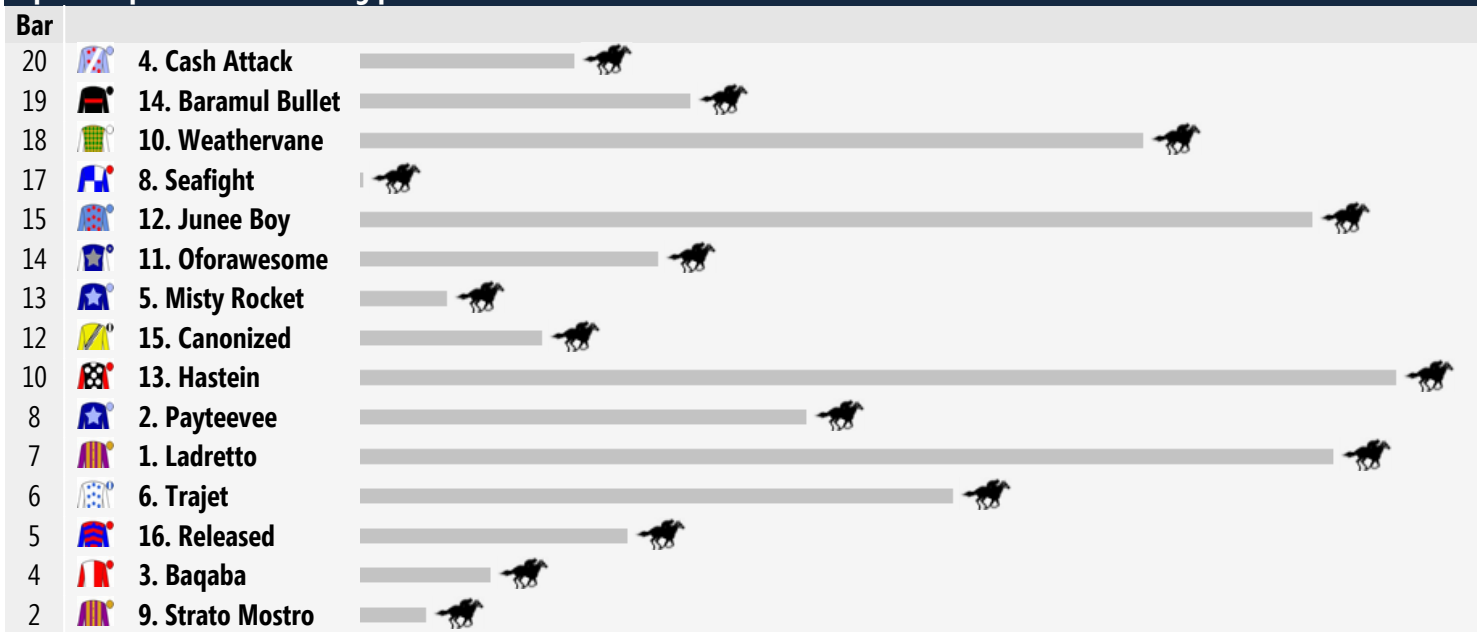 Bar
20 4. Cash Attack
19 14. Baramul Bullet
18 10. Weathervane
17 8. Seafight
15 12. Junee Boy
14 11. Oforawesome
13 5. Misty Rocket
12 15. Canonized
10 13. Hastein
8 2. Payteevee
7 1. Ladretto
6 6. Trajet
5 16. Released
4 3. Baqaba
2 9. Strato Mostro